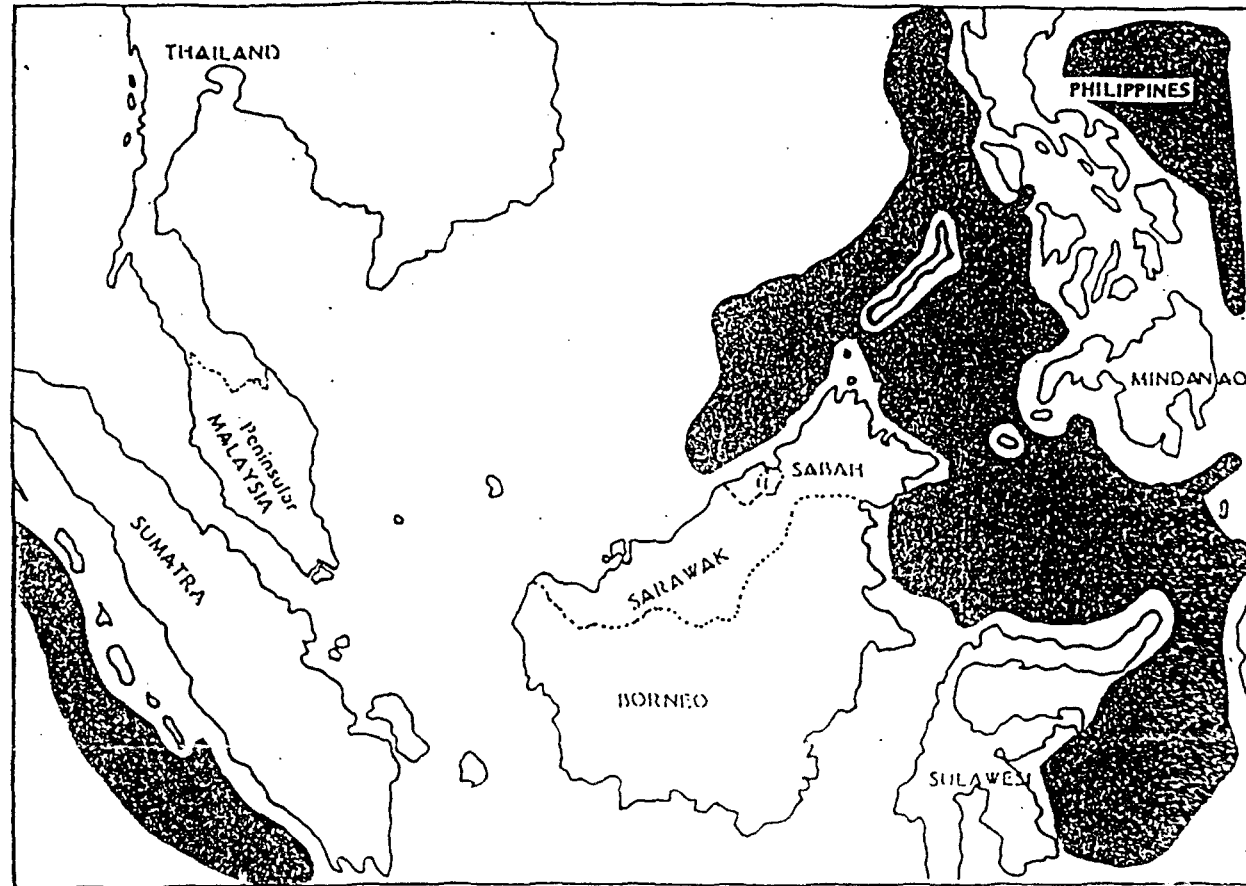 THAILAND
PHILIPPINES
MINDANAO
Peninsular
MALAYSIA
SABAH
SUMATRA
SARAWAK
BORNEO
SULAWESI